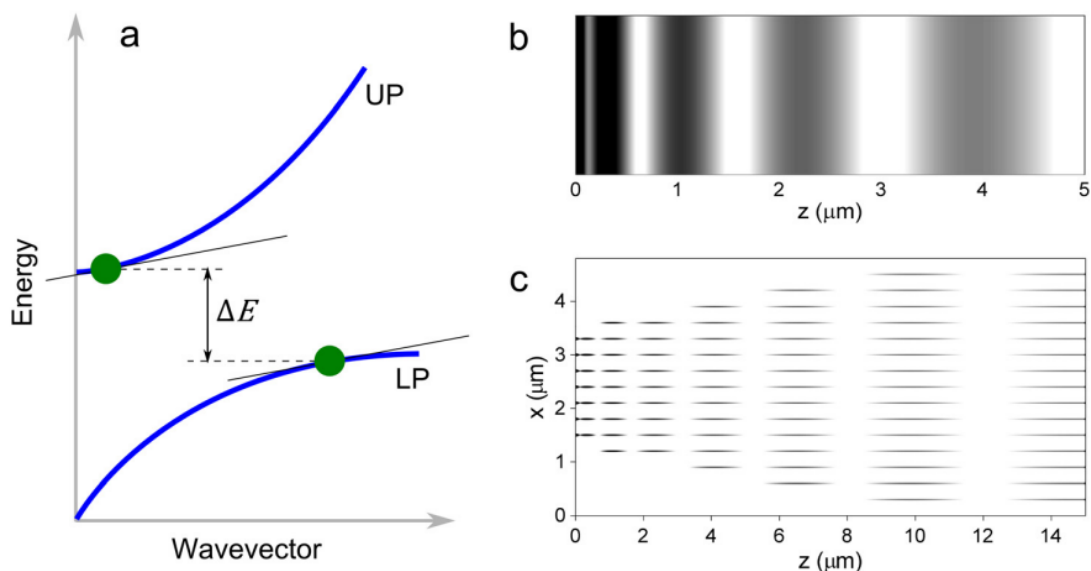 a
UP
Energy
ΔE
LP
Wavevector
b
0 1 2 3 4 5
z (μm)
c
4
3
2
1
0
x (μm)
0 2 4 6 8 10 12 14
z (μm)